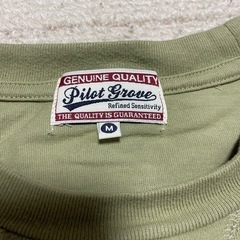 GENUINE QUALITY
Pilot Grove
Refined Sensitivity
THE QUALITY IS GUARANTEED
M